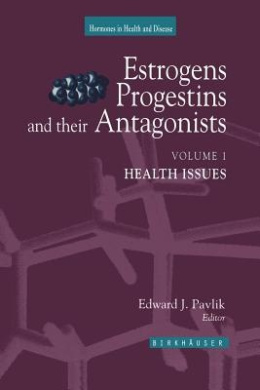 Hormones in Health and Disease
Estrogens
Progestins
and their Antagonists
VOLUME 1
HEALTH ISSUES
Edward J. Pavlik
Editor
BIRKHÄUSER